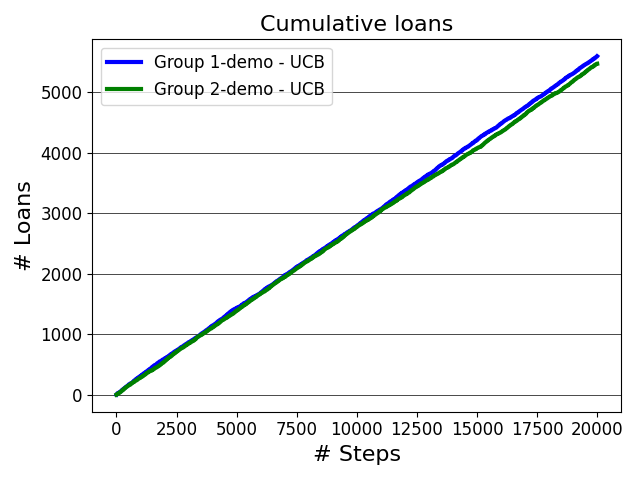 Cumulative loans
Group 1-demo - UCB
Group 2-demo - UCB
# Loans
5000
4000
3000
2000
1000
0
0 2500 5000 7500 10000 12500 15000 17500 20000
# Steps